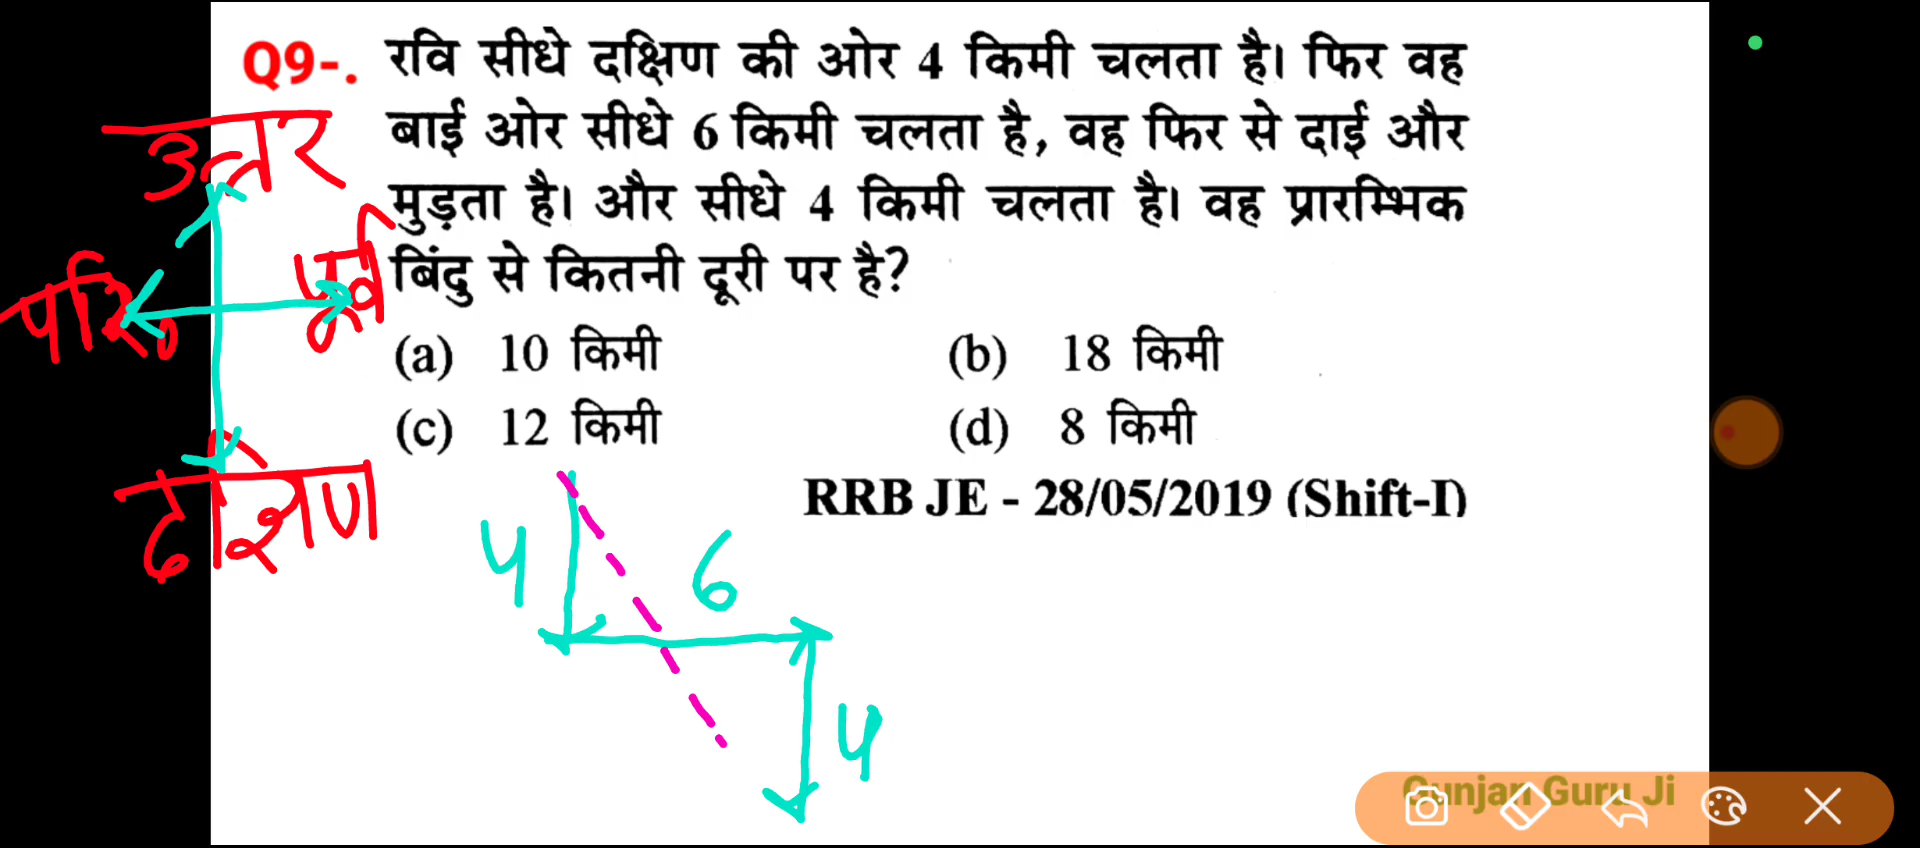 Q9-. रवि सीधे दक्षिण की ओर 4 किमी चलता है। फिर वह
बाई ओर सीधे 6 किमी चलता है, वह फिर से दाई और
मुड़ता है। और सीधे 4 किमी चलता है। वह प्रारम्भिक
बिंदु से कितनी दूरी पर है?
(a) 10 किमी (b) 18 किमी
(c) 12 किमी (d) 8 किमी
RRB JE - 28/05/2019 (Shift-I)
उत्तर
पूर्व
दक्षिण
4
6
4
Gunjan Guru Ji